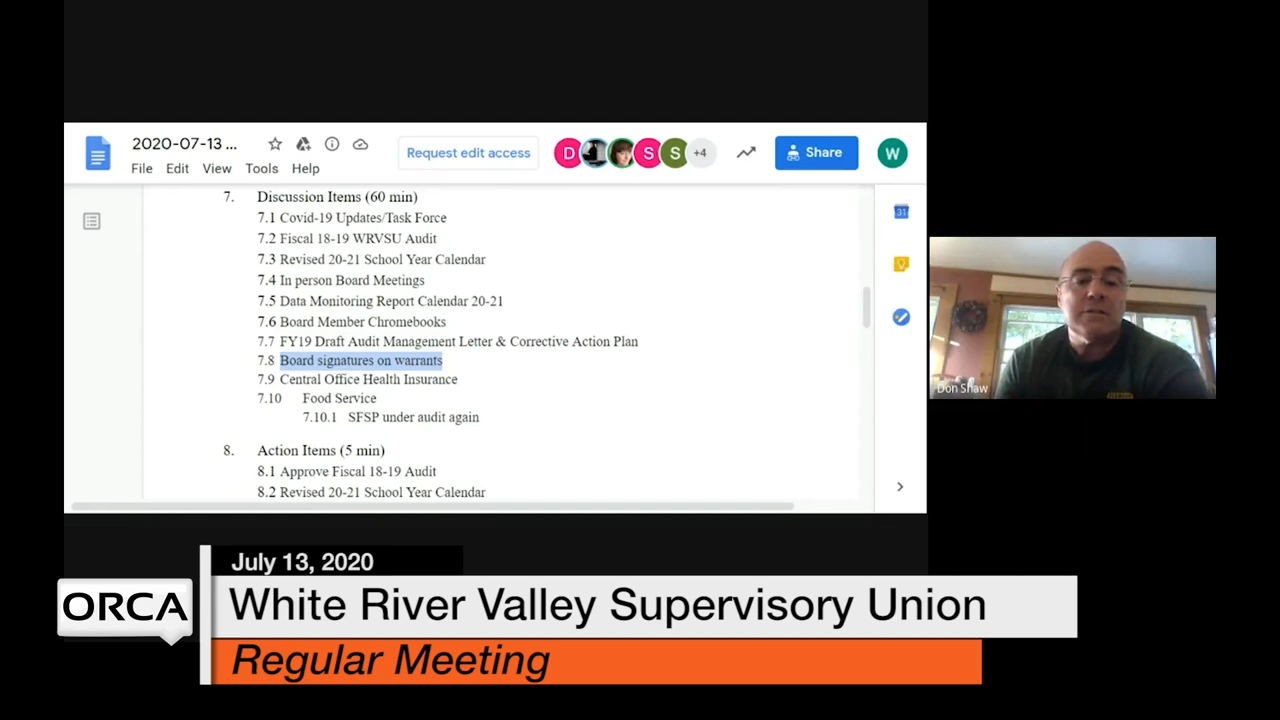 2020-07-13 ...
File Edit View Tools Help
Request edit access
D
S
S
+4
Share
W
7. Discussion Items (60 min)
7.1 Covid-19 Updates/Task Force
7.2 Fiscal 18-19 WRVSU Audit
7.3 Revised 20-21 School Year Calendar
7.4 In person Board Meetings
7.5 Data Monitoring Report Calendar 20-21
7.6 Board Member Chromebooks
7.7 FY19 Draft Audit Management Letter & Corrective Action Plan
7.8 Board signatures on warrants
7.9 Central Office Health Insurance
7.10 Food Service
7.10.1 SFSP under audit again
8. Action Items (5 min)
8.1 Approve Fiscal 18-19 Audit
8.2 Revised 20-21 School Year Calendar
31
Don Shaw
July 13, 2020
ORCA
White River Valley Supervisory Union
Regular Meeting